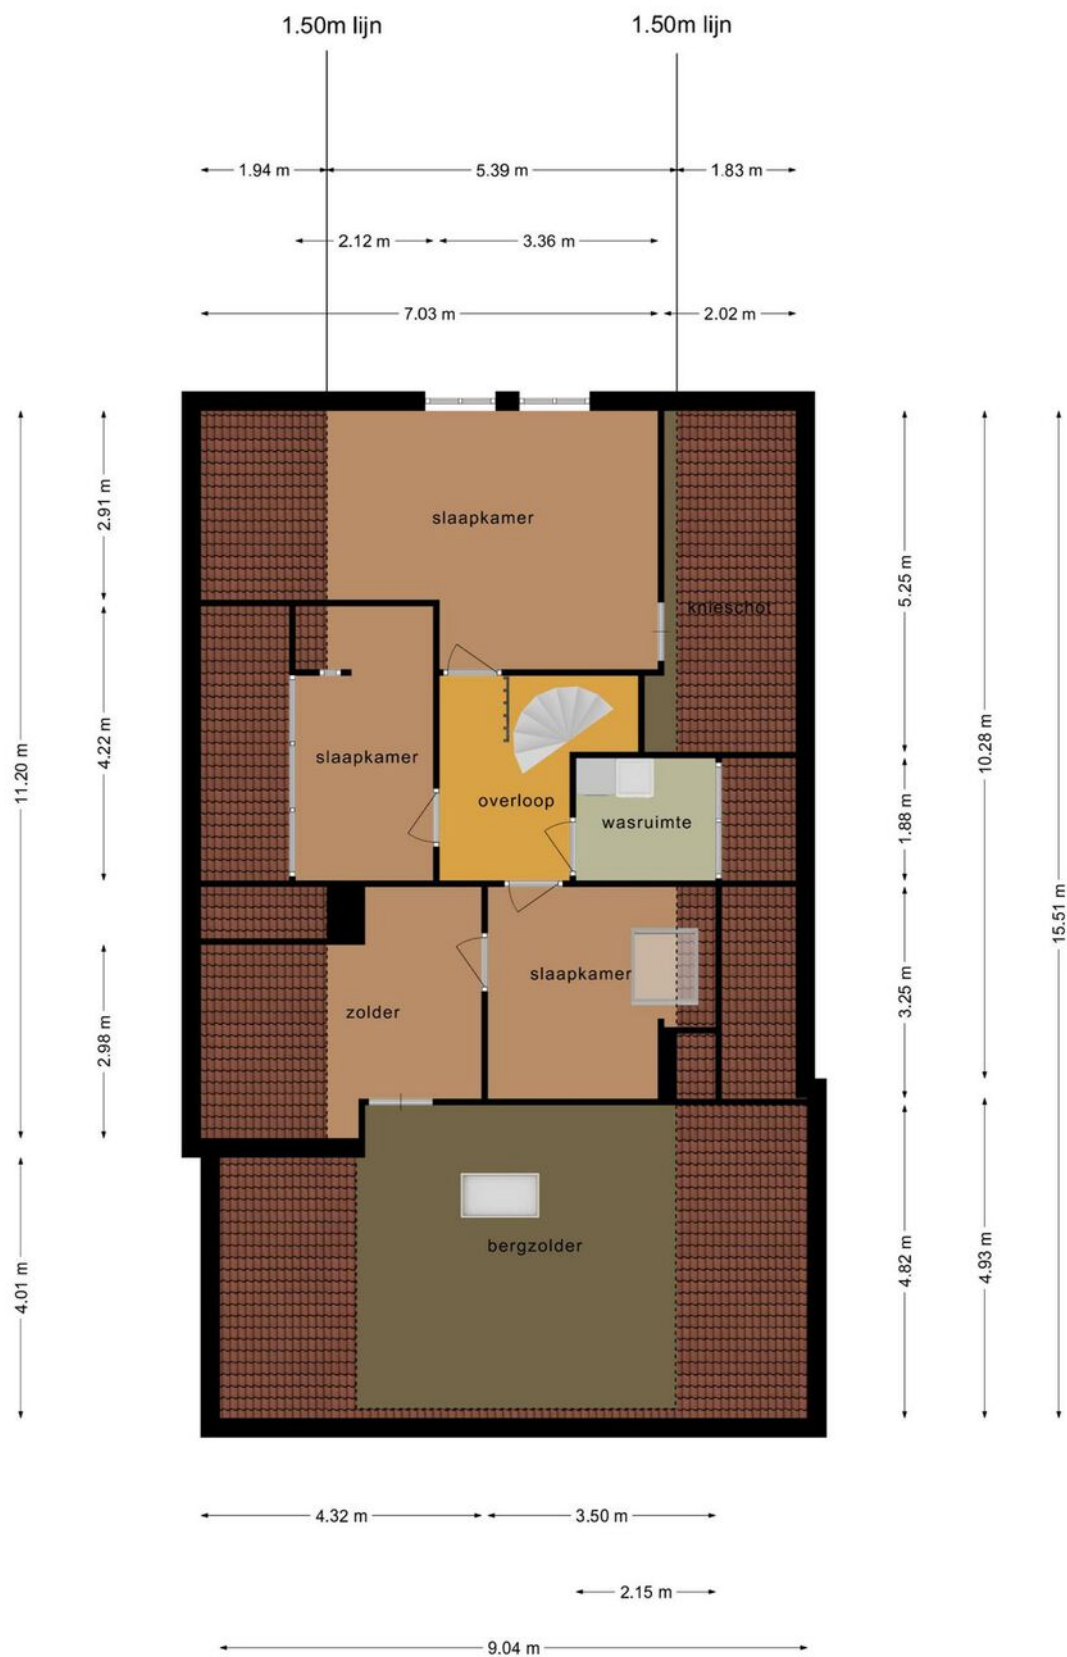 1.50m lijn
1.50m lijn
1.94 m
5.39 m
1.83 m
2.12 m
3.36 m
7.03 m
2.02 m
2.91 m
slaapkamer
5.25 m
knieschot
4.22 m
11.20 m
10.28 m
slaapkamer
overloop
wasruimte
1.88 m
15.51 m
slaapkamer
3.25 m
zolder
2.98 m
bergzolder
4.01 m
4.82 m
4.93 m
4.32 m
3.50 m
2.15 m
9.04 m